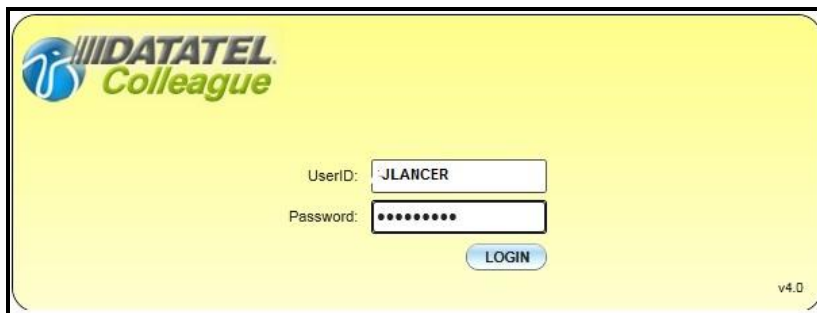 DATATEL.
Colleague
UserID: JLANCER
Password: •••••••••
LOGIN
v4.0